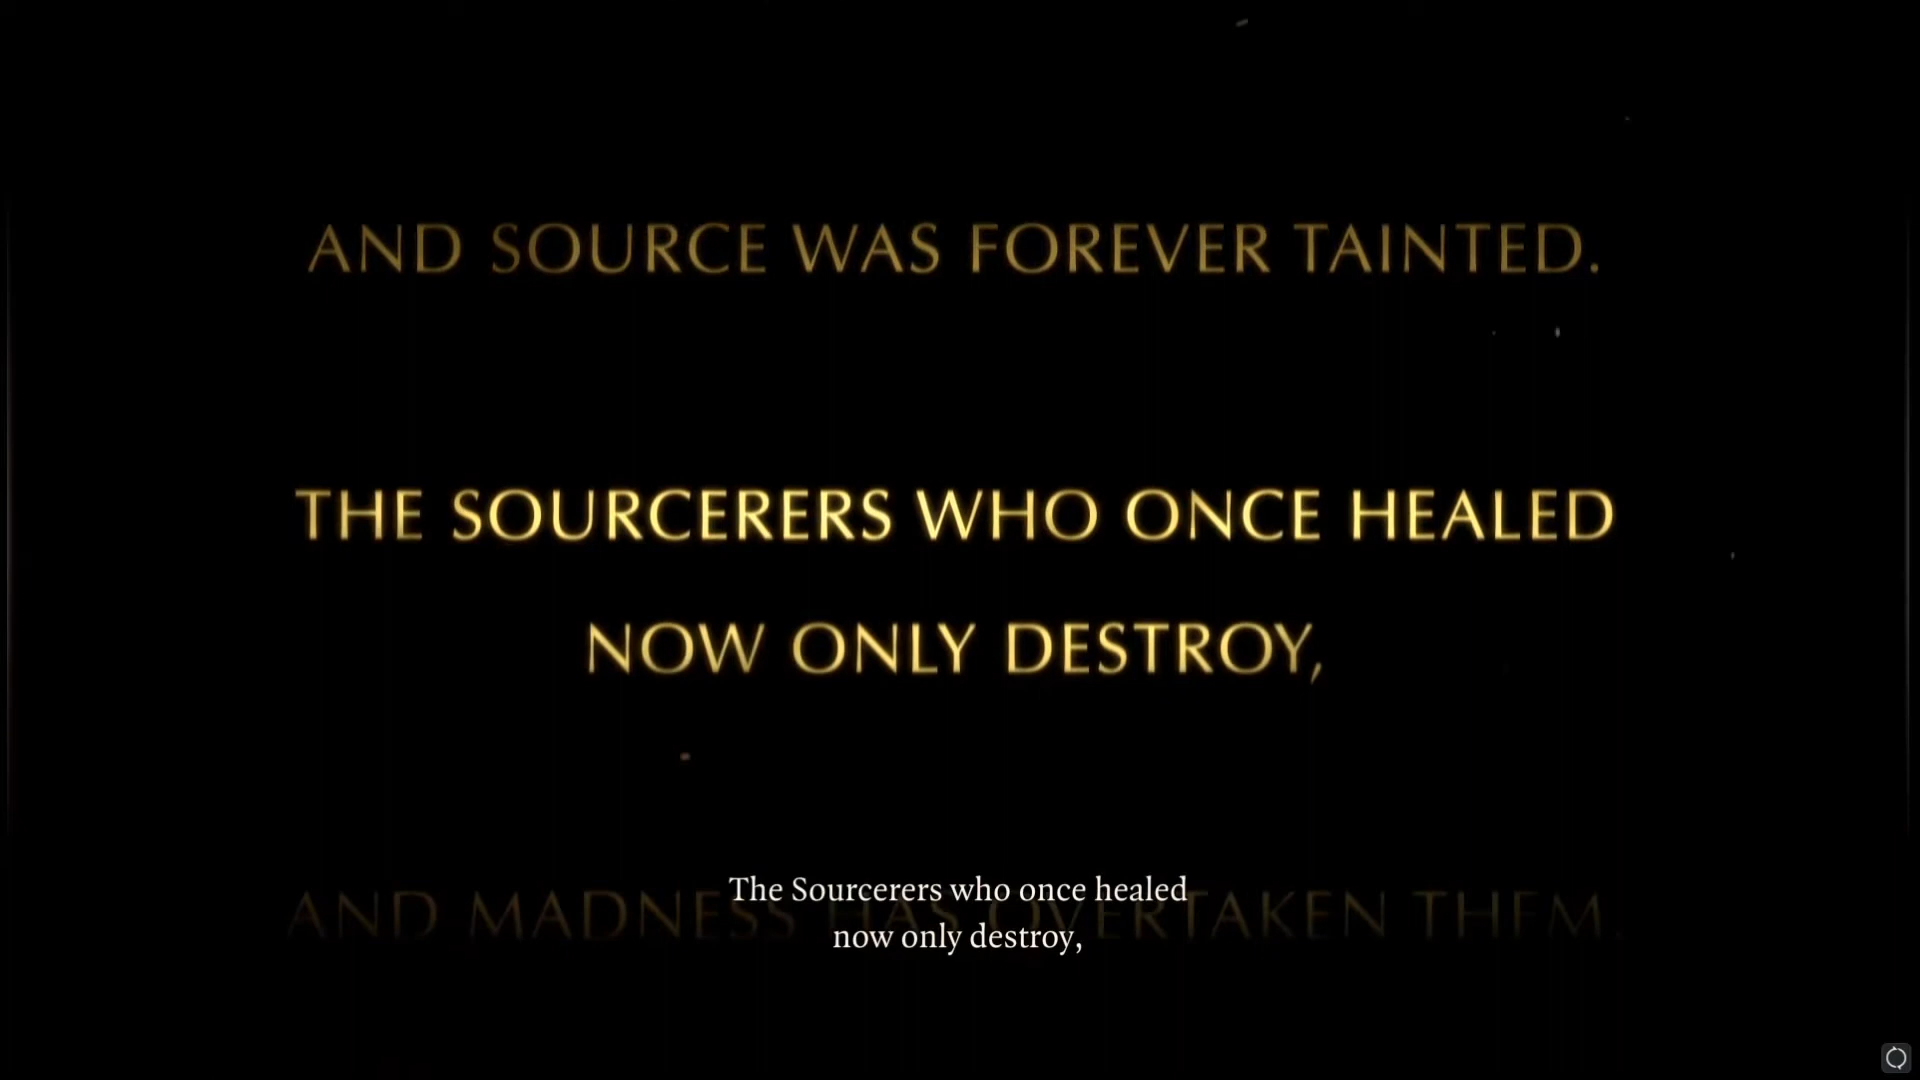 AND SOURCE WAS FOREVER TAINTED.
THE SOURCERERS WHO ONCE HEALED
NOW ONLY DESTROY,
The Sourcerers who once healed
AND MADNESS HAS OVERTAKEN THEM.
now only destroy,